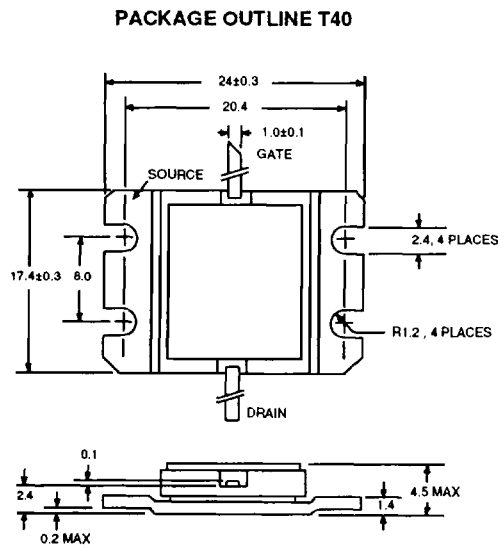 PACKAGE OUTLINE T40
24±0.3
20.4
1.0±0.1
GATE
SOURCE
2.4, 4 PLACES
17.4±0.3
8.0
R1.2 , 4 PLACES
DRAIN
0.1
2.4
4.5 MAX
1.4
0.2 MAX